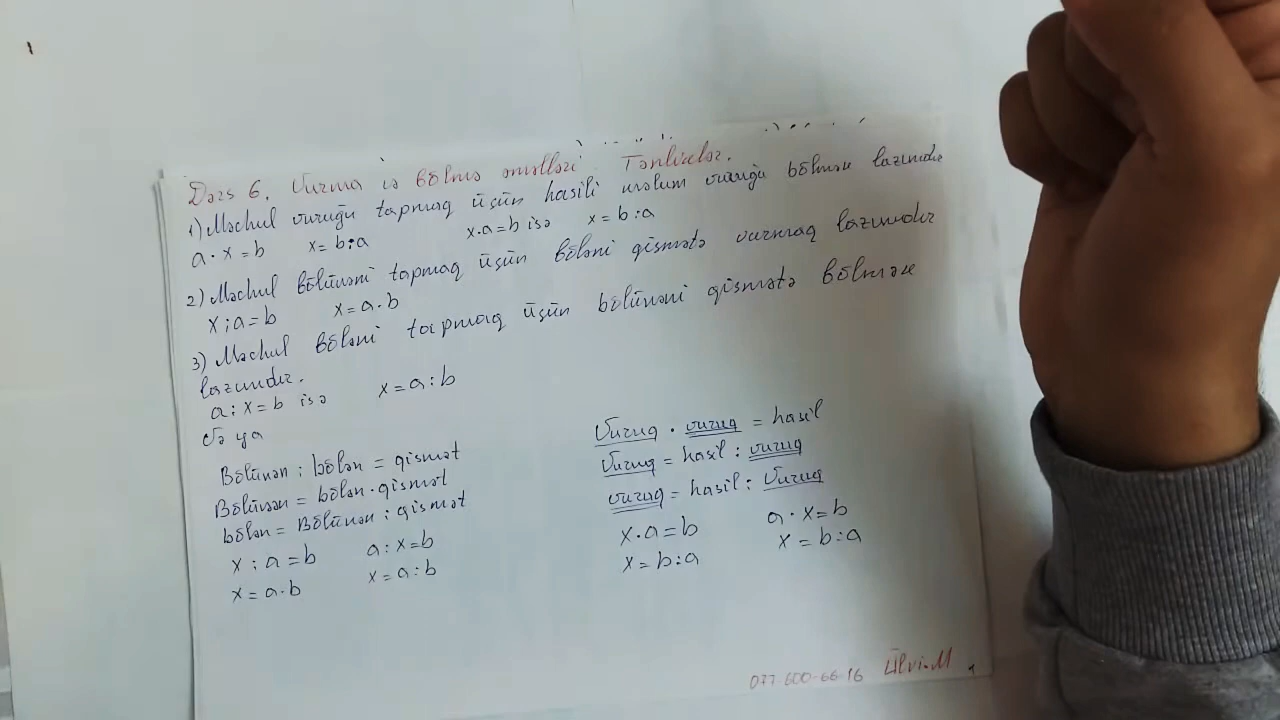 Dərs 6. Vurma və bölmə əməlləri. Tənliklər.
1) Məchul vuruğu tapmaq üçün hasili məlum vuruğa bölmək lazımdır
a · x = b x = b : a x · a = b isə x = b : a
2) Məchul bölünəni tapmaq üçün böləni qismətə vurmaq lazımdır
x : a = b x = a · b
3) Məchul böləni tapmaq üçün bölünəni qismətə bölmək
lazımdır.
a : x = b isə x = a : b
Və ya
Bölünən : bölən = qismət
Bölünən = bölən · qismət
bölən = Bölünən : qismət
x : a = b a : x = b
x = a · b x = a : b
Vuruq · vuruq = hasil
Vuruq = hasil : vuruq
vuruq = hasil : Vuruq
x · a = b a · x = b
x = b : a x = b : a
077-600-66-16 Ülvi.M